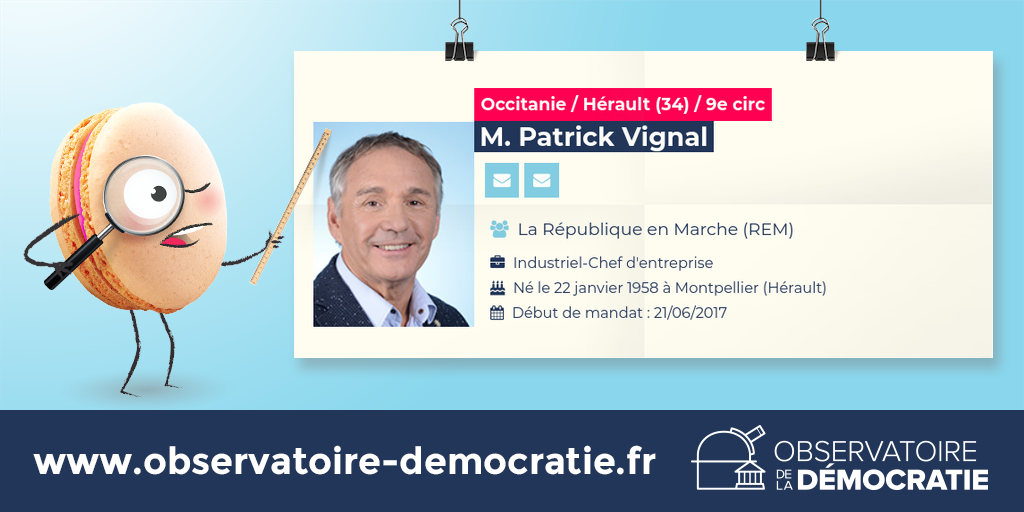 Occitanie / Hérault (34) / 9e circ
M. Patrick Vignal
La République en Marche (REM)
Industriel-Chef d'entreprise
Né le 22 janvier 1958 à Montpellier (Hérault)
Début de mandat : 21/06/2017
www.observatoire-democratie.fr
OBSERVATOIRE
DE LA DÉMOCRATIE